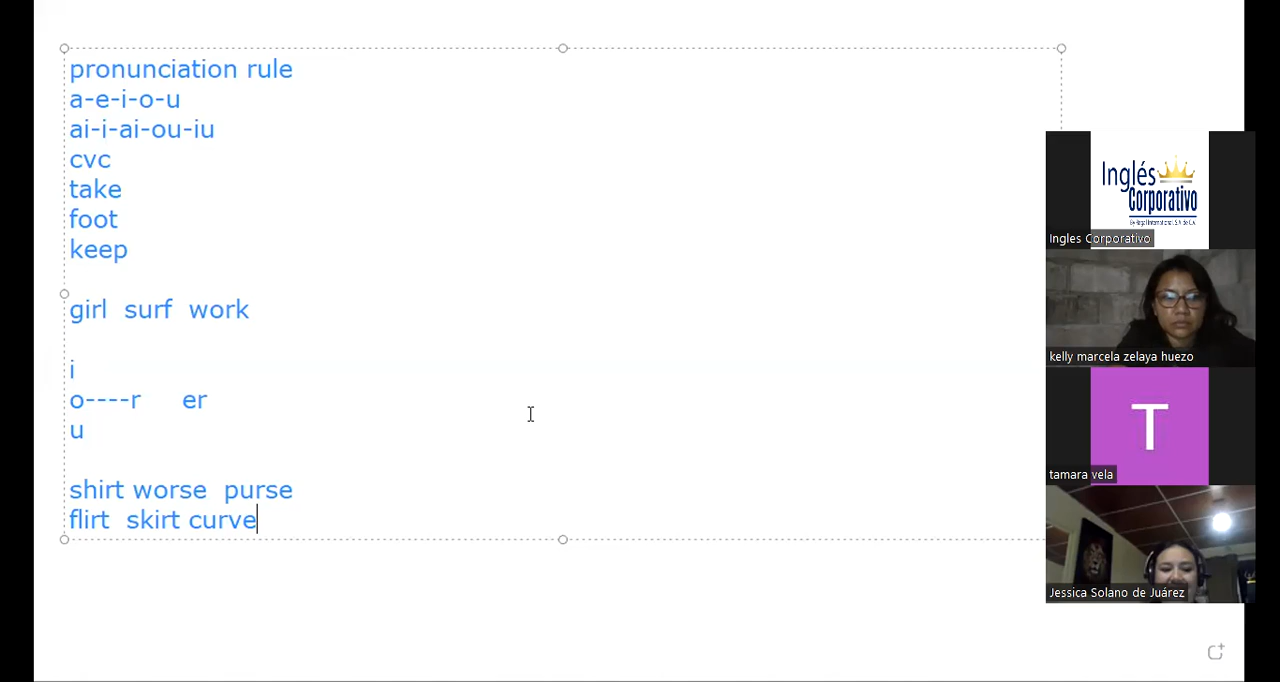 pronunciation rule
a-e-i-o-u
ai-i-ai-ou-iu
cvc
take
foot
keep
girl surf work
i
o----r er
u
shirt worse purse
flirt skirt curve
Inglés
Corporativo
Ingles Corporativo
kelly marcela zelaya huezo
T
tamara vela
Jessica Solano de Juárez